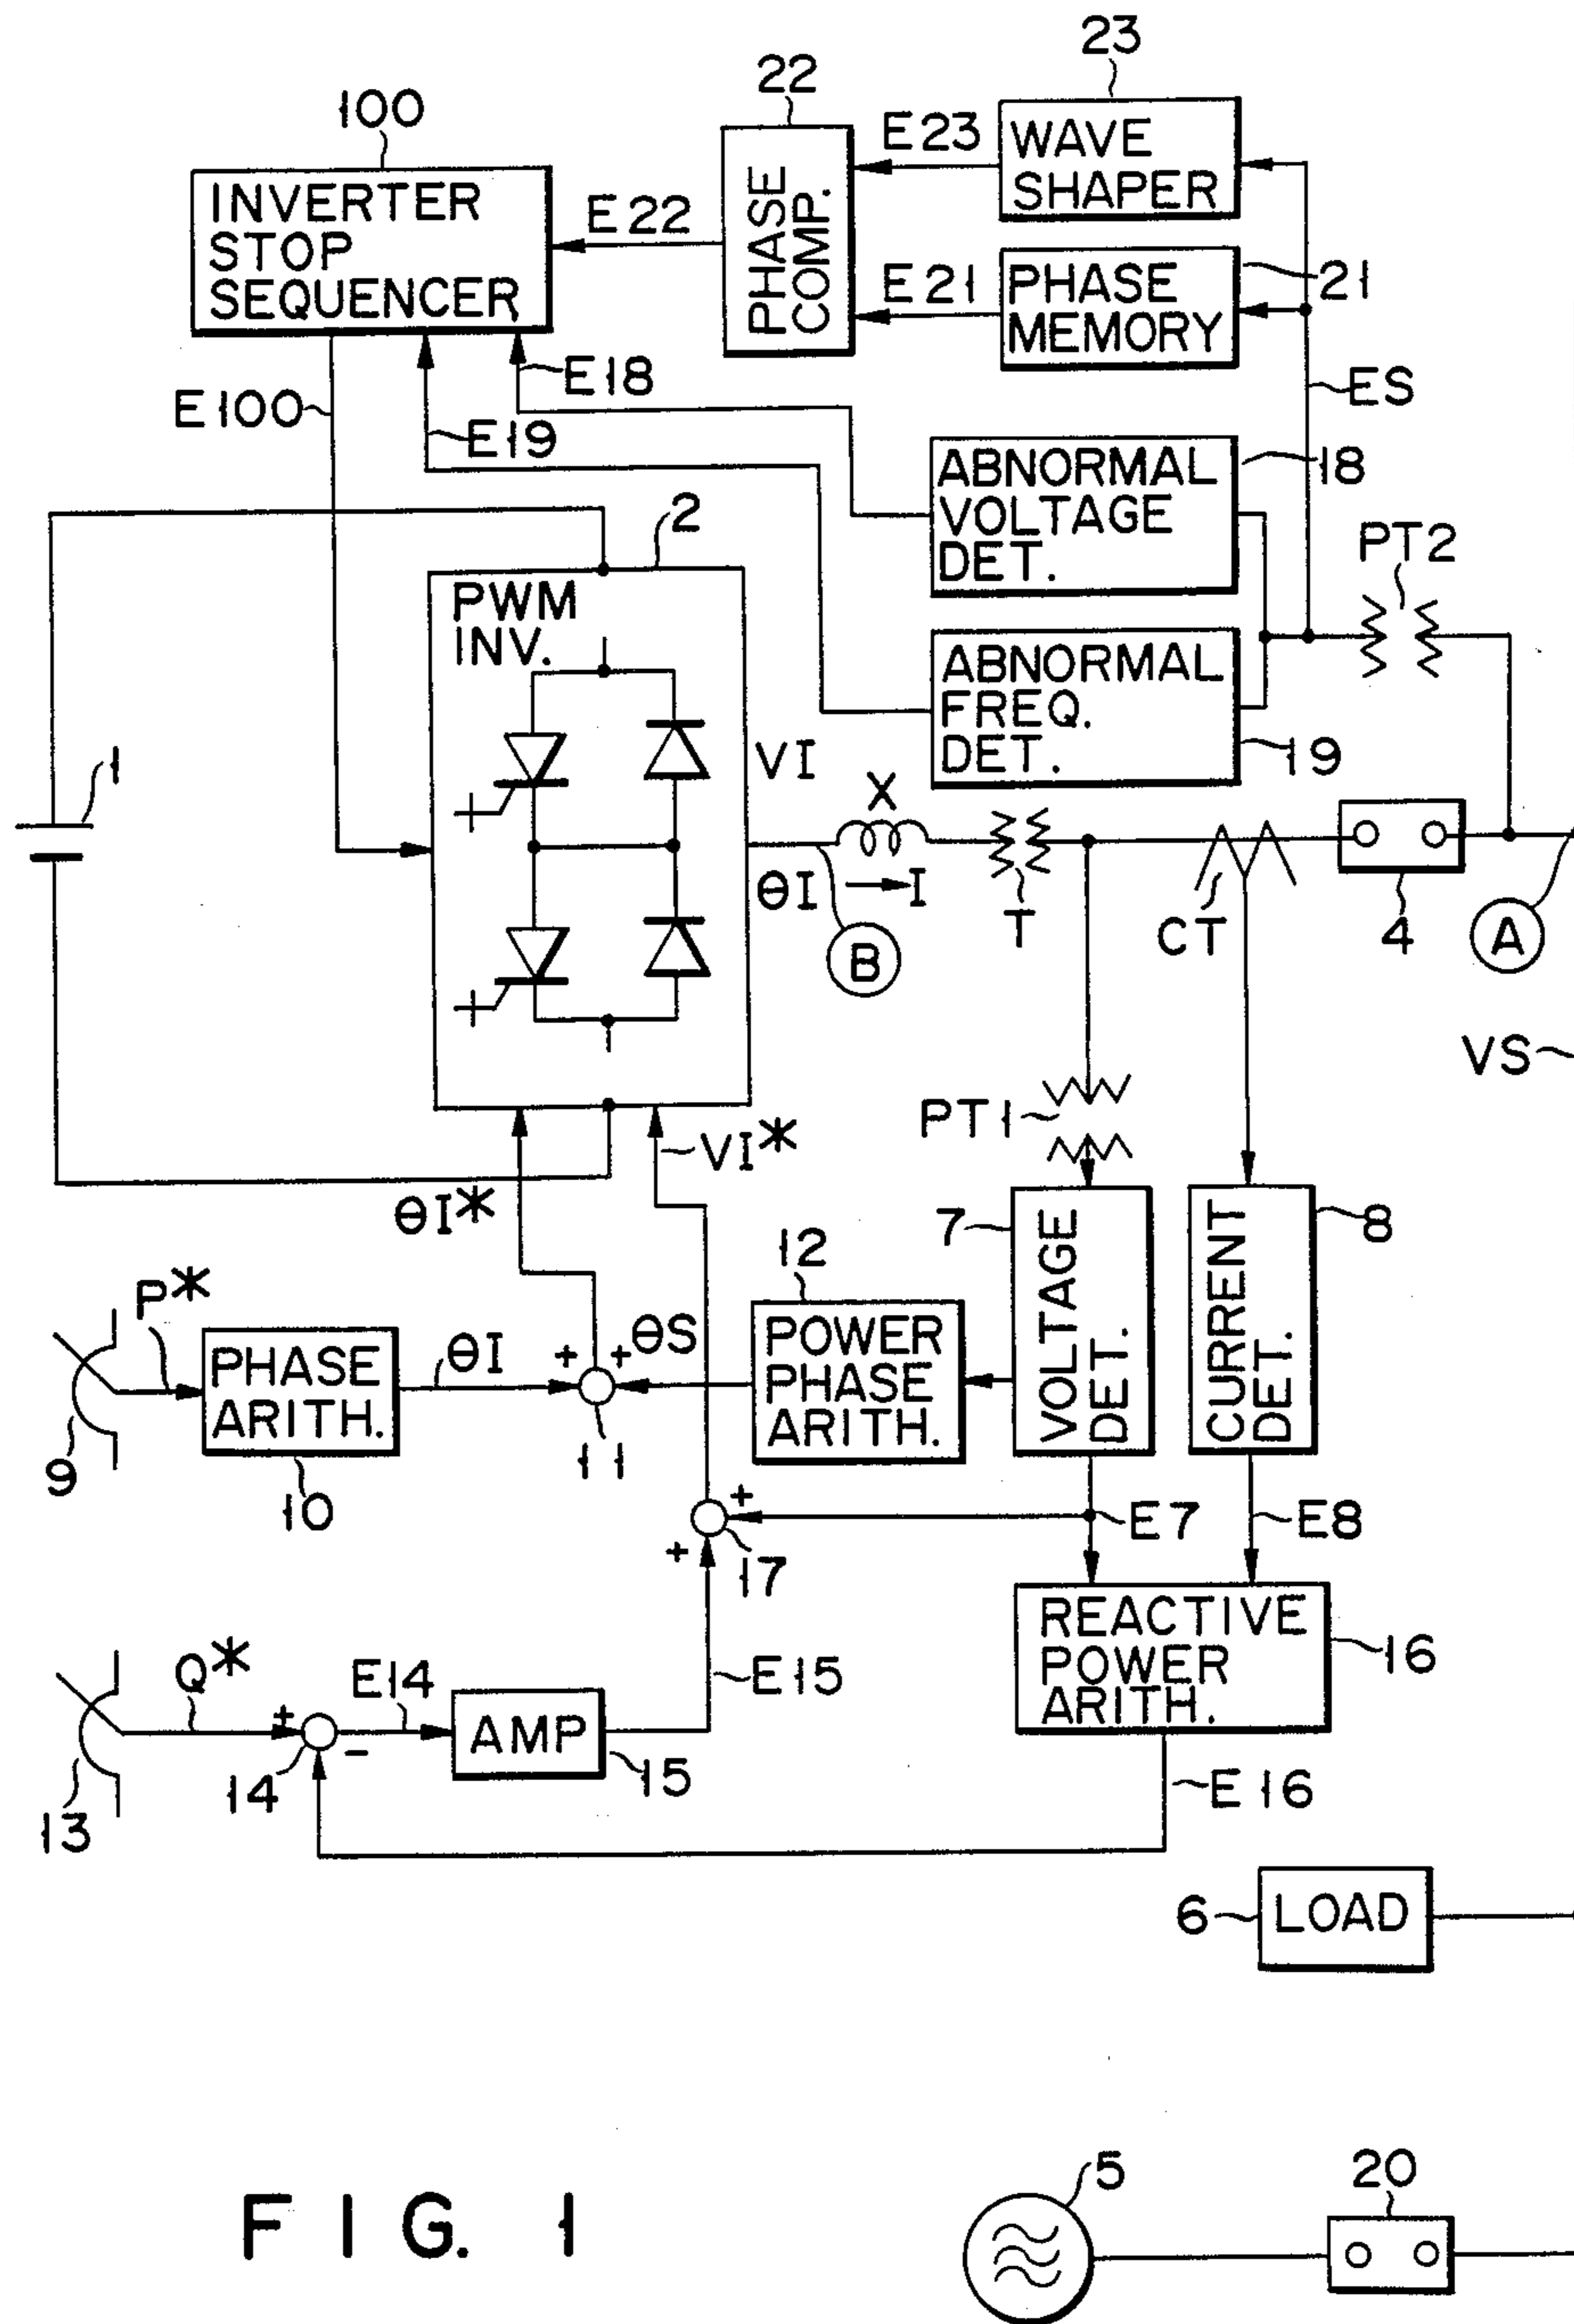 23
22
100
WAVE
SHAPER
E23
PHASE
COMP.
INVERTER
STOP
SEQUENCER
E22
PHASE
MEMORY
21
E21
E18
ES
E100
E19
ABNORMAL
VOLTAGE
DET.
18
2
PT2
PWM
INV.
ABNORMAL
FREQ.
DET.
19
1
VI
X
θI
I
T
CT
4
A
B
VS
PT1
VI*
θI*
7
VOLTAGE
DET.
CURRENT
DET.
8
12
P*
PHASE
ARITH.
θI
+
+
θS
POWER
PHASE
ARITH.
9
10
11
+
+
17
E7
E8
REACTIVE
POWER
ARITH.
16
Q*
+
-
E14
AMP
E15
13
14
15
E16
6
LOAD
5
20
FIG. 1